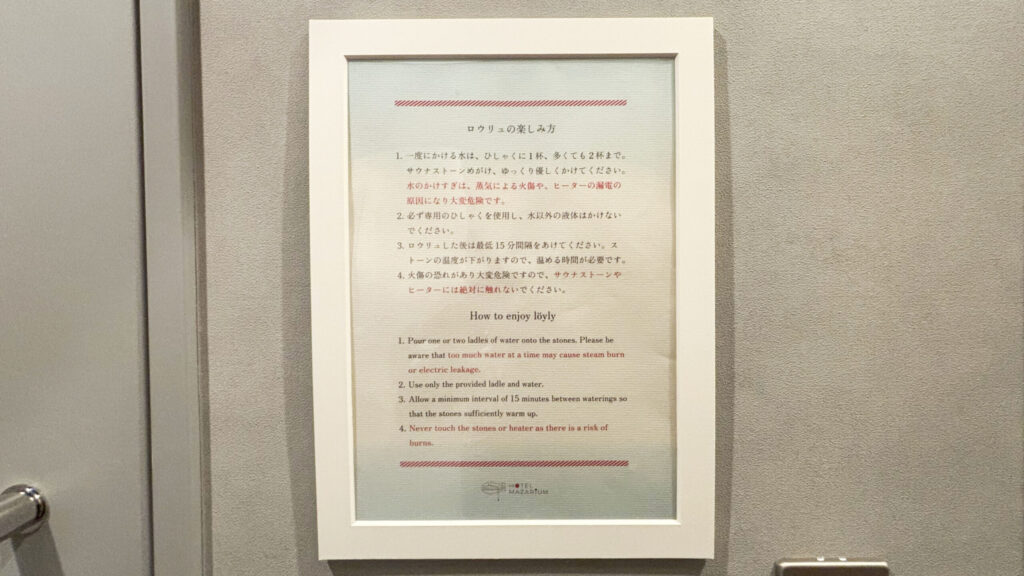 ロウリュの楽しみ方
1. 一度にかける水は、ひしゃくに1杯、多くても2杯まで。
サウナストーンめがけ、ゆっくり優しくかけてください。
水のかけすぎは、蒸気による火傷や、ヒーターの漏電の
原因になり大変危険です。
2. 必ず専用のひしゃくを使用し、水以外の液体はかけない
でください。
3. ロウリュした後は最低15分間隔をあけてください。ス
トーンの温度が下がりますので、温める時間が必要です。
4. 火傷の恐れがあり大変危険ですので、サウナストーンや
ヒーターには絶対に触れないでください。
How to enjoy löyly
1. Pour one or two ladles of water onto the stones. Please be
aware that too much water at a time may cause steam burn
or electric leakage.
2. Use only the provided ladle and water.
3. Allow a minimum interval of 15 minutes between waterings so
that the stones sufficiently warm up.
4. Never touch the stones or heater as there is a risk of
burns.
HOTEL
MAZARIUM